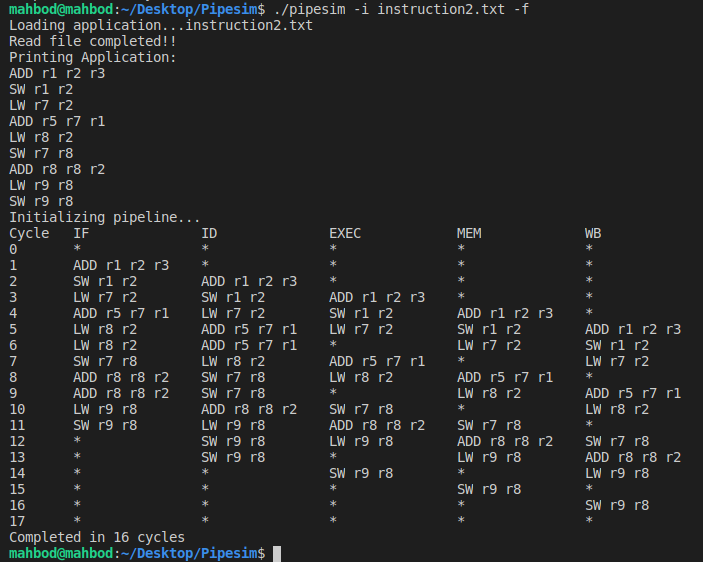 mahbod@mahbod:~/Desktop/Pipesim$ ./pipesim -i instruction2.txt -f
Loading application...instruction2.txt
Read file completed!!
Printing Application:
ADD r1 r2 r3
SW r1 r2
LW r7 r2
ADD r5 r7 r1
LW r8 r2
SW r7 r8
ADD r8 r8 r2
LW r9 r8
SW r9 r8
Initializing pipeline...
Cycle   IF              ID              EXEC            MEM             WB
0       *               *               *               *               *
1       ADD r1 r2 r3    *               *               *               *
2       SW r1 r2        ADD r1 r2 r3    *               *               *
3       LW r7 r2        SW r1 r2        ADD r1 r2 r3    *               *
4       ADD r5 r7 r1    LW r7 r2        SW r1 r2        ADD r1 r2 r3    *
5       LW r8 r2        ADD r5 r7 r1    LW r7 r2        SW r1 r2        ADD r1 r2 r3
6       LW r8 r2        ADD r5 r7 r1    *               LW r7 r2        SW r1 r2
7       SW r7 r8        LW r8 r2        ADD r5 r7 r1    *               LW r7 r2
8       ADD r8 r8 r2    SW r7 r8        LW r8 r2        ADD r5 r7 r1    *
9       ADD r8 r8 r2    SW r7 r8        *               LW r8 r2        ADD r5 r7 r1
10      LW r9 r8        ADD r8 r8 r2    SW r7 r8        *               LW r8 r2
11      SW r9 r8        LW r9 r8        ADD r8 r8 r2    SW r7 r8        *
12      *               SW r9 r8        LW r9 r8        ADD r8 r8 r2    SW r7 r8
13      *               SW r9 r8        *               LW r9 r8        ADD r8 r8 r2
14      *               *               SW r9 r8        *               LW r9 r8
15      *               *               *               SW r9 r8        *
16      *               *               *               *               SW r9 r8
17      *               *               *               *               *
Completed in 16 cycles
mahbod@mahbod:~/Desktop/Pipesim$